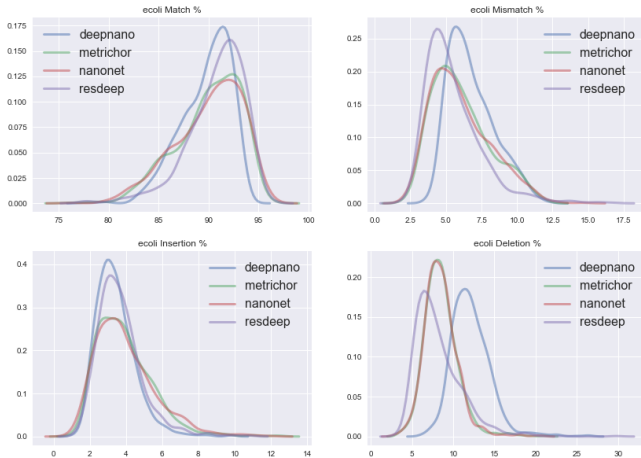 ecoli Match %
0.175
0.150
0.125
0.100
0.075
0.050
0.025
0.000
75
80
85
90
95
100
deepnano
metrichor
nanonet
resdeep
ecoli Mismatch %
0.25
0.20
0.15
0.10
0.05
0.00
0.0
2.5
5.0
7.5
10.0
12.5
15.0
17.5
deepnano
metrichor
nanonet
resdeep
ecoli Insertion %
0.4
0.3
0.2
0.1
0.0
0
2
4
6
8
10
12
14
deepnano
metrichor
nanonet
resdeep
ecoli Deletion %
0.20
0.15
0.10
0.05
0.00
0
5
10
15
20
25
30
deepnano
metrichor
nanonet
resdeep